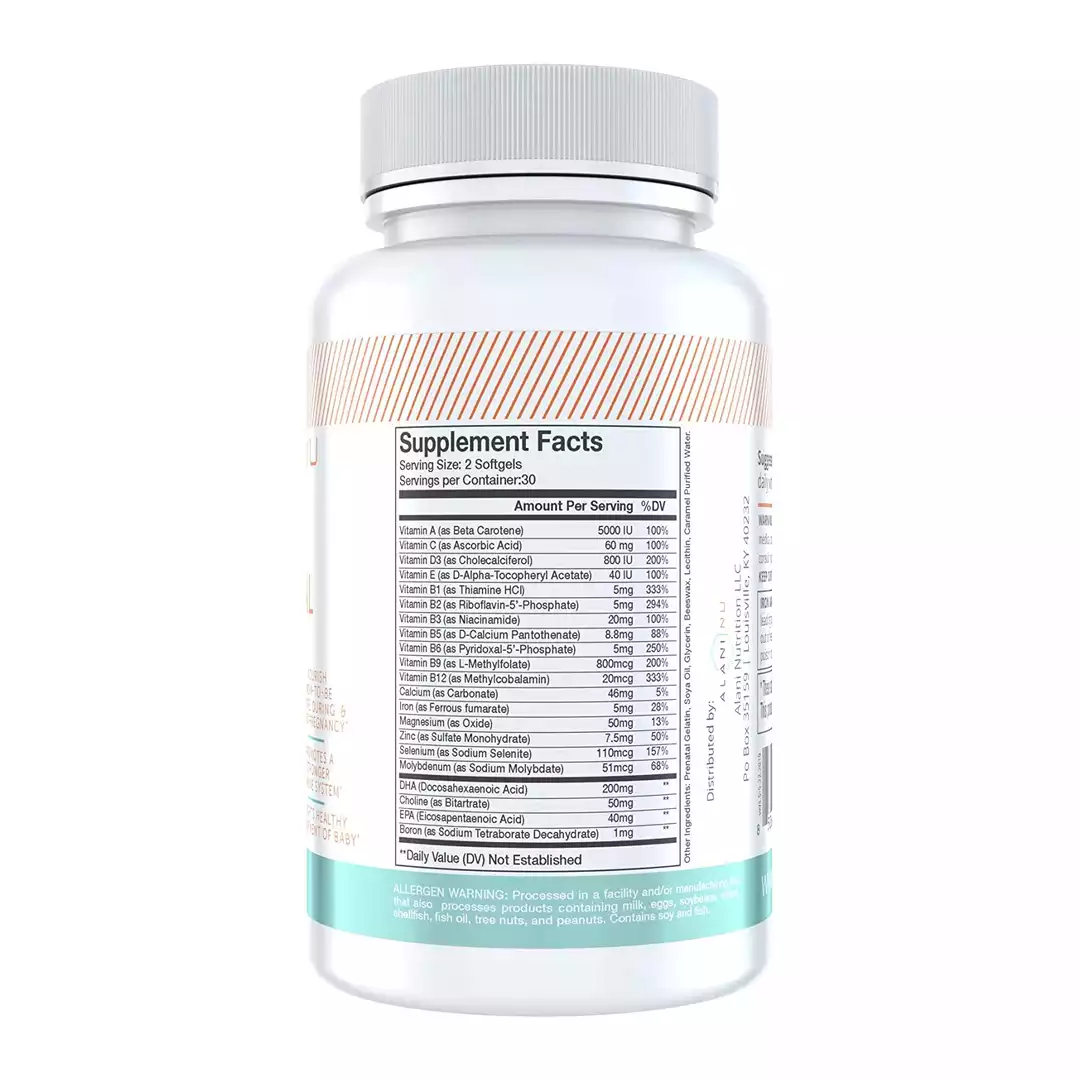 Supplement Facts
Serving Size: 2 Softgels
Servings per Container:30
Amount Per Serving %DV
Vitamin A (as Beta Carotene) 5000 IU 100%
Vitamin C (as Ascorbic Acid) 60 mg 100%
Vitamin D3 (as Cholecalciferol) 800 IU 200%
Vitamin E (as D-Alpha-Tocopheryl Acetate) 40 IU 100%
Vitamin B1 (as Thiamine HCl) 5mg 333%
Vitamin B2 (as Riboflavin-5'-Phosphate) 5mg 294%
Vitamin B3 (as Niacinamide) 20mg 100%
Vitamin B5 (as D-Calcium Pantothenate) 8.8mg 88%
Vitamin B6 (as Pyridoxal-5'-Phosphate) 5mg 250%
Vitamin B9 (as L-Methylfolate) 800mcg 200%
Vitamin B12 (as Methylcobalamin) 20mcg 333%
Calcium (as Carbonate) 46mg 5%
Iron (as Ferrous fumarate) 5mg 28%
Magnesium (as Oxide) 50mg 13%
Zinc (as Sulfate Monohydrate) 7.5mg 50%
Selenium (as Sodium Selenite) 110mcg 157%
Molybdenum (as Sodium Molybdate) 51mcg 68%
DHA (Docosahexaenoic Acid) 200mg **
Choline (as Bitartrate) 50mg **
EPA (Eicosapentaenoic Acid) 40mg **
Boron (as Sodium Tetraborate Decahydrate) 1mg **
**Daily Value (DV) Not Established
Other Ingredients: Prenatal Gelatin, Soya Oil, Glycerin, Beeswax, Lecithin, Caramel Purified Water.
Distributed by:
ALANI NU
Alani Nutrition LLC
Po Box 35159 | Louisville, KY 40232
ALLERGEN WARNING: Processed in a facility and/or manufacturing
that also processes products containing milk, eggs, soybeans,
shellfish, fish oil, tree nuts, and peanuts. Contains soy and fish.
DURING &
PREGNANCY*
SYSTEM*
HEALTHY
OF BABY*